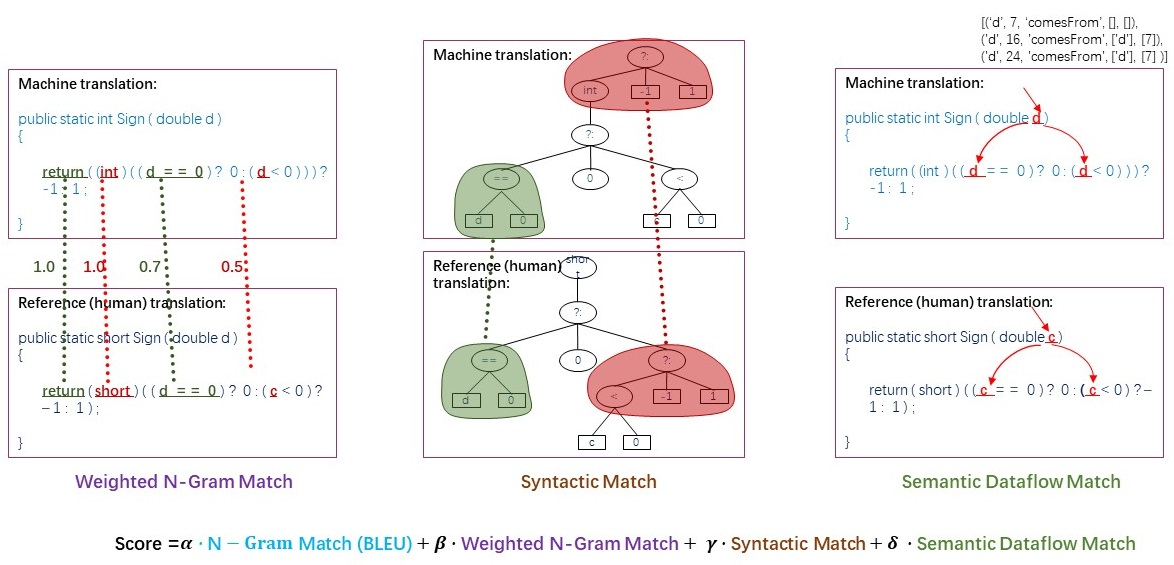 Machine translation:
public static int Sign ( double d )
{
return ( ( int ) ( ( d = = 0 ) ? 0 : ( d < 0 ) ) ) ?
-1 : 1 ;
}
1.0
1.0
0.7
0.5
Reference (human) translation:
public static short Sign ( double d )
{
return ( short ) ( ( d = = 0 ) ? 0 : ( c < 0 ) ?
– 1 : 1 ) ;
}
Weighted N-Gram Match
Machine translation:
?:
int
-1
1
?:
==
0
<
d
0
c
0
Reference (human)
translation:
shor
t
?:
==
0
?:
d
0
<
-1
1
c
0
Syntactic Match
[('d', 7, 'comesFrom', [], []),
('d', 16, 'comesFrom', ['d'], [7]),
('d', 24, 'comesFrom', ['d'], [7] )]
Machine translation:
public static int Sign ( double d )
{
return ( (int ) ( ( d = = 0 ) ? 0 : ( d < 0 ) ) ) ?
-1 : 1 ;
}
Reference (human) translation:
public static short Sign ( double c )
{
return ( short ) ( ( c = = 0 ) ? 0 : ( c < 0 ) ? –
1 : 1 ) ;
}
Semantic Dataflow Match
Score =α · N – Gram Match (BLEU) + β · Weighted N-Gram Match + γ · Syntactic Match + δ · Semantic Dataflow Match